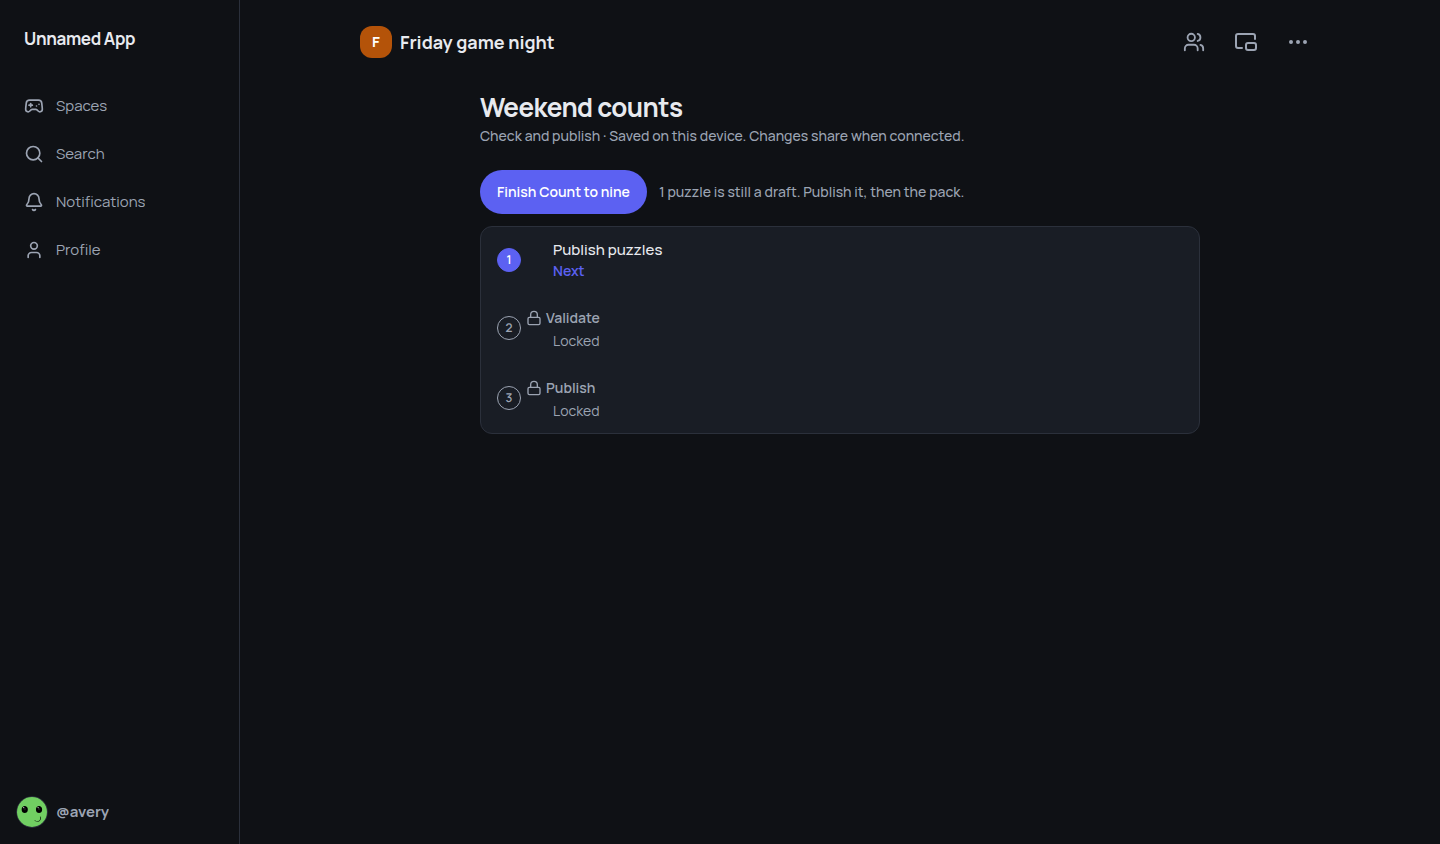 Unnamed App
Spaces
Search
Notifications
Profile
@avery
F Friday game night
Weekend counts
Check and publish · Saved on this device. Changes share when connected.
Finish Count to nine 1 puzzle is still a draft. Publish it, then the pack.
1 Publish puzzles
Next
2 Validate
Locked
3 Publish
Locked